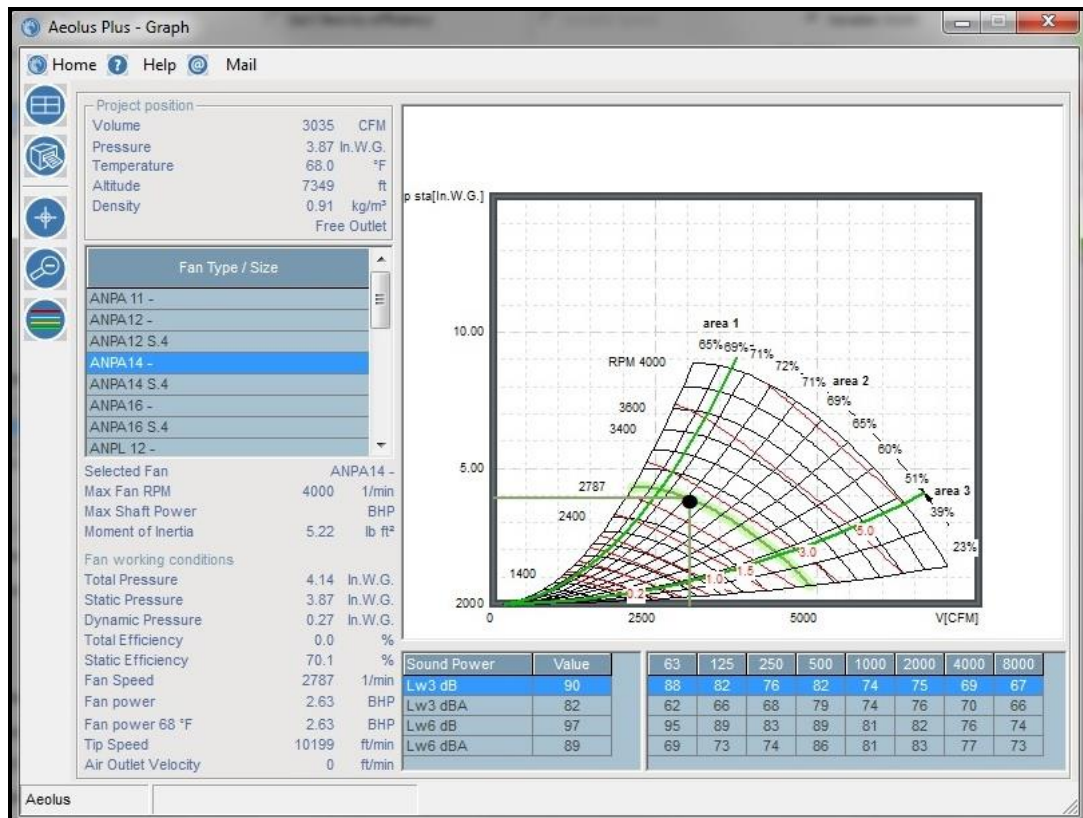 Aeolus Plus - Graph
Home Help Mail
Project position
Volume 3035 CFM
Pressure 3.87 In.W.G.
Temperature 68.0 °F
Altitude 7349 ft
Density 0.91 kg/m³
Free Outlet
Fan Type / Size
ANPA 11 -
ANPA12 -
ANPA12 S.4
ANPA14 -
ANPA14 S.4
ANPA16 -
ANPA16 S.4
ANPL 12 -
Selected Fan ANPA14 -
Max Fan RPM 4000 1/min
Max Shaft Power BHP
Moment of Inertia 5.22 lb ft²
Fan working conditions
Total Pressure 4.14 In.W.G.
Static Pressure 3.87 In.W.G.
Dynamic Pressure 0.27 In.W.G.
Total Efficiency 0.0 %
Static Efficiency 70.1 %
Fan Speed 2787 1/min
Fan power 2.63 BHP
Fan power 68 °F 2.63 BHP
Tip Speed 10199 ft/min
Air Outlet Velocity 0 ft/min
p sta[In.W.G.]
10.00
5.00
2000
area 1
65% 69% 71%
72%
71% area 2
69%
65%
60%
51%
area 3
39%
23%
RPM 4000
3600
3400
2787
2400
1400
0.2 1.0 1.5 3.0 5.0
0 2500 5000 V[CFM]
Sound Power Value 63 125 250 500 1000 2000 4000 8000
Lw3 dB 90 88 82 76 82 74 75 69 67
Lw3 dBA 82 62 66 68 79 74 76 70 66
Lw6 dB 97 95 89 83 89 81 82 76 74
Lw6 dBA 89 69 73 74 86 81 83 77 73
Aeolus